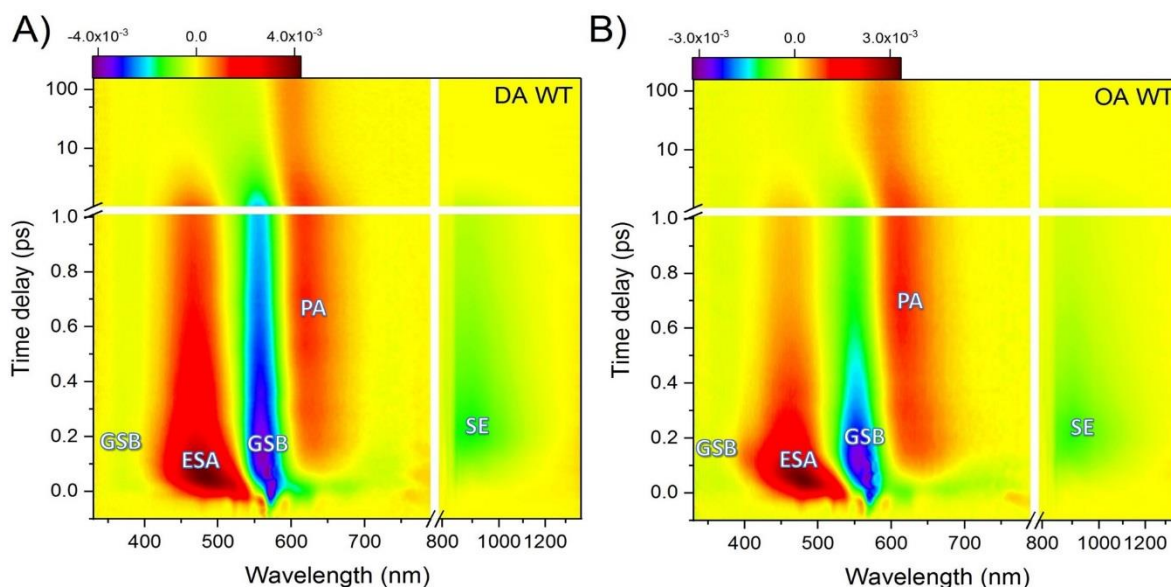 A)
-4.0x10-3 0.0 4.0x10-3
DA WT
100
10
1.0
0.8
0.6
0.4
0.2
0.0
Time delay (ps)
GSB
ESA
GSB
PA
SE
400 500 600 700 800 1000 1200
Wavelength (nm)
B)
-3.0x10-3 0.0 3.0x10-3
OA WT
100
10
1.0
0.8
0.6
0.4
0.2
0.0
Time delay (ps)
GSB
ESA
GSB
PA
SE
400 500 600 700 800 1000 1200
Wavelength (nm)